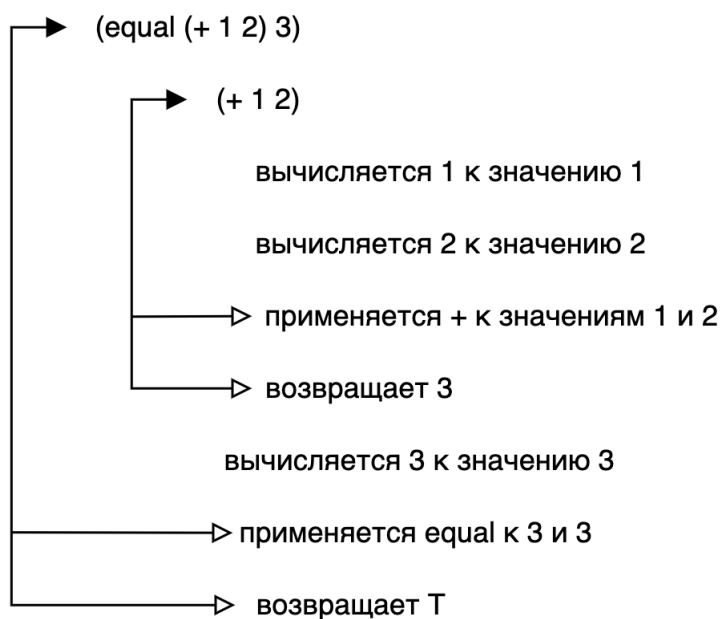 (equal (+ 1 2) 3)
(+ 1 2)
вычисляется 1 к значению 1
вычисляется 2 к значению 2
применяется + к значениям 1 и 2
возвращает 3
вычисляется 3 к значению 3
применяется equal к 3 и 3
возвращает T